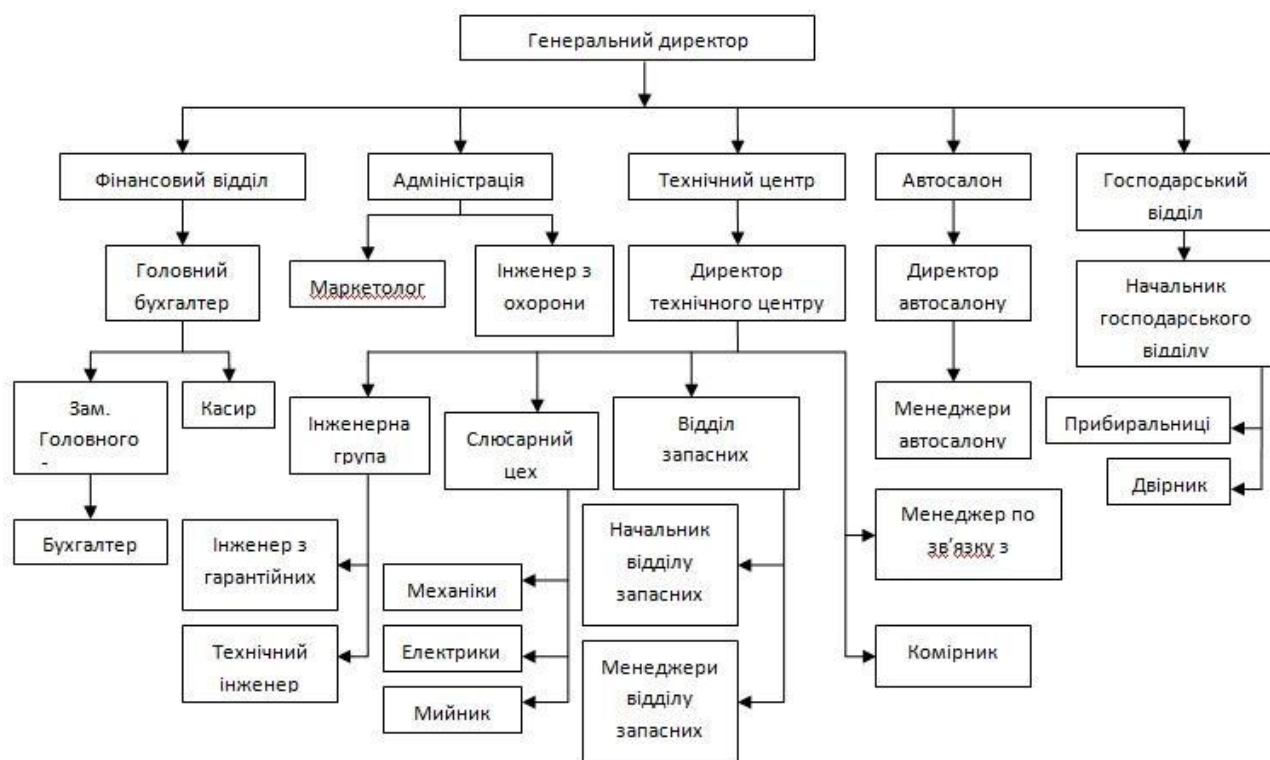 Генеральний директор
Фінансовий відділ
Адміністрація
Технічний центр
Автосалон
Господарський
відділ
Головний
бухгалтер
Маркетолог
Інженер з
охорони
Директор
технічного центру
Директор
автосалону
Начальник
господарського
відділу
Зам.
Головного
Касир
Інженерна
група
Слюсарний
цех
Відділ
запасних
Менеджери
автосалону
Прибиральниці
Двірник
Бухгалтер
Інженер з
гарантійних
Механіки
Начальник
відділу
запасних
Менеджер по
зв’язку з
Технічний
інженер
Електрики
Мийник
Менеджери
відділу
запасних
Комірник